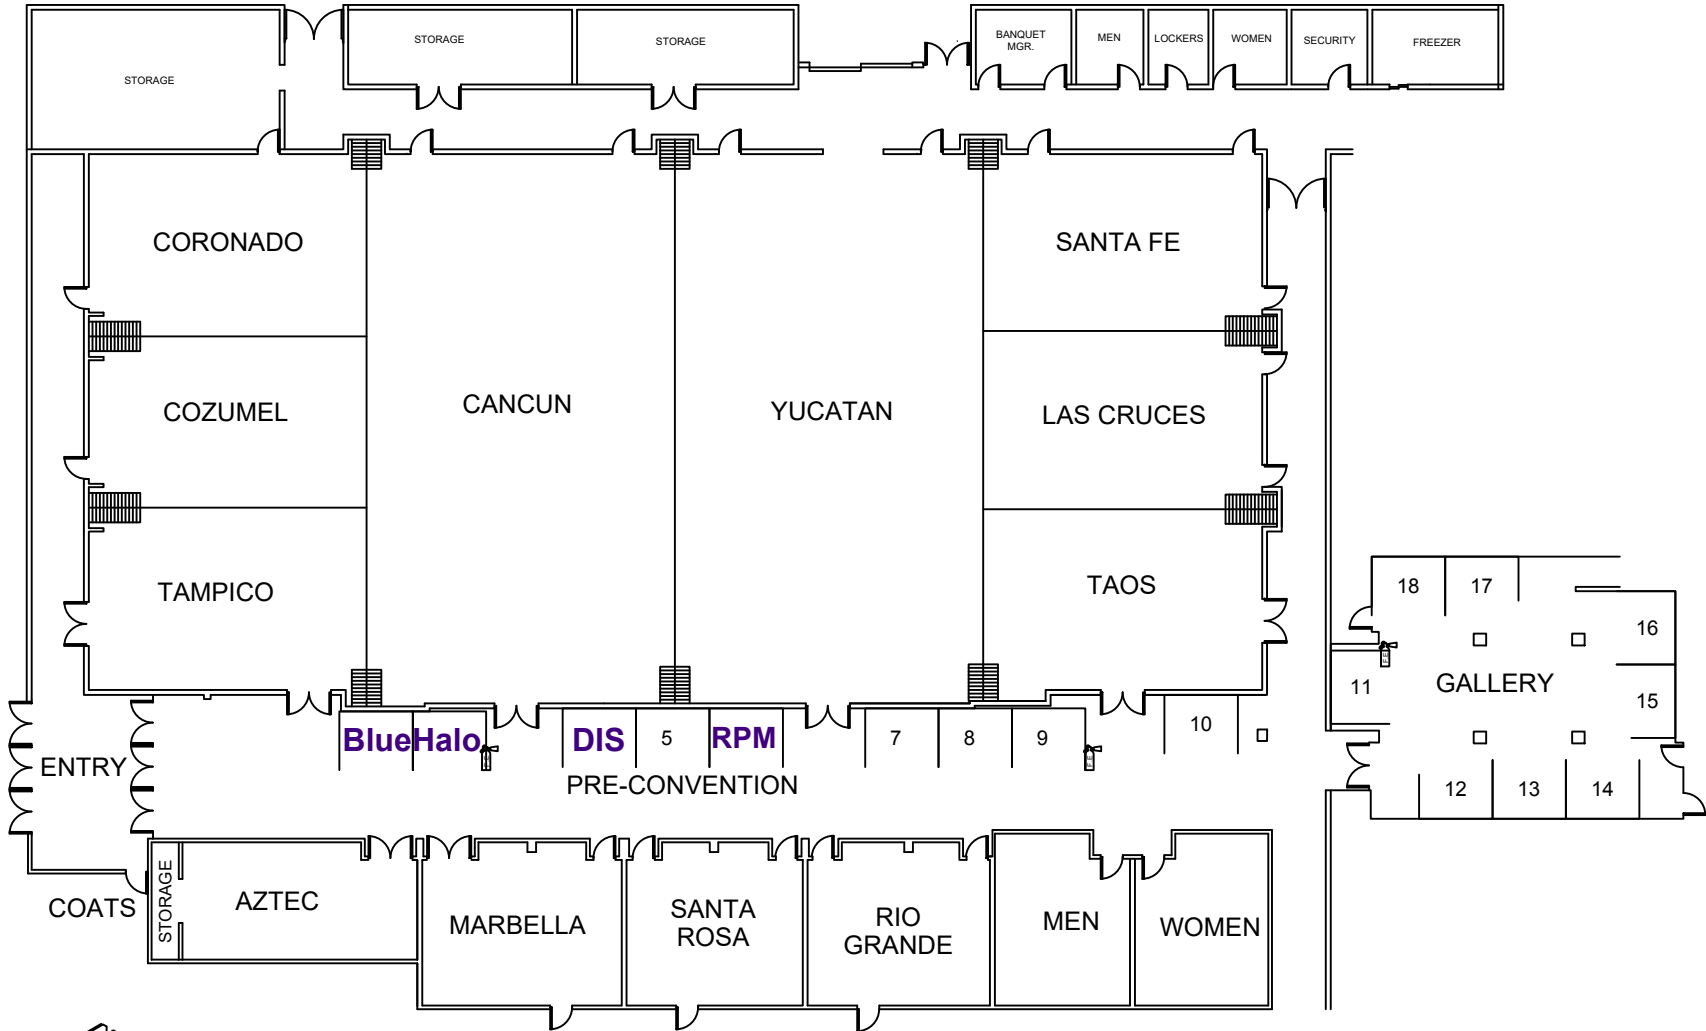 STORAGE
STORAGE
STORAGE
BANQUET
MGR.
MEN
LOCKERS
WOMEN
SECURITY
FREEZER
CORONADO
SANTA FE
COZUMEL
CANCUN
YUCATAN
LAS CRUCES
TAMPICO
TAOS
18
17
16
11
GALLERY
15
BlueHalo
DIS
5
RPM
7
8
9
10
ENTRY
PRE-CONVENTION
12
13
14
COATS
STORAGE
AZTEC
MARBELLA
SANTA
ROSA
RIO
GRANDE
MEN
WOMEN